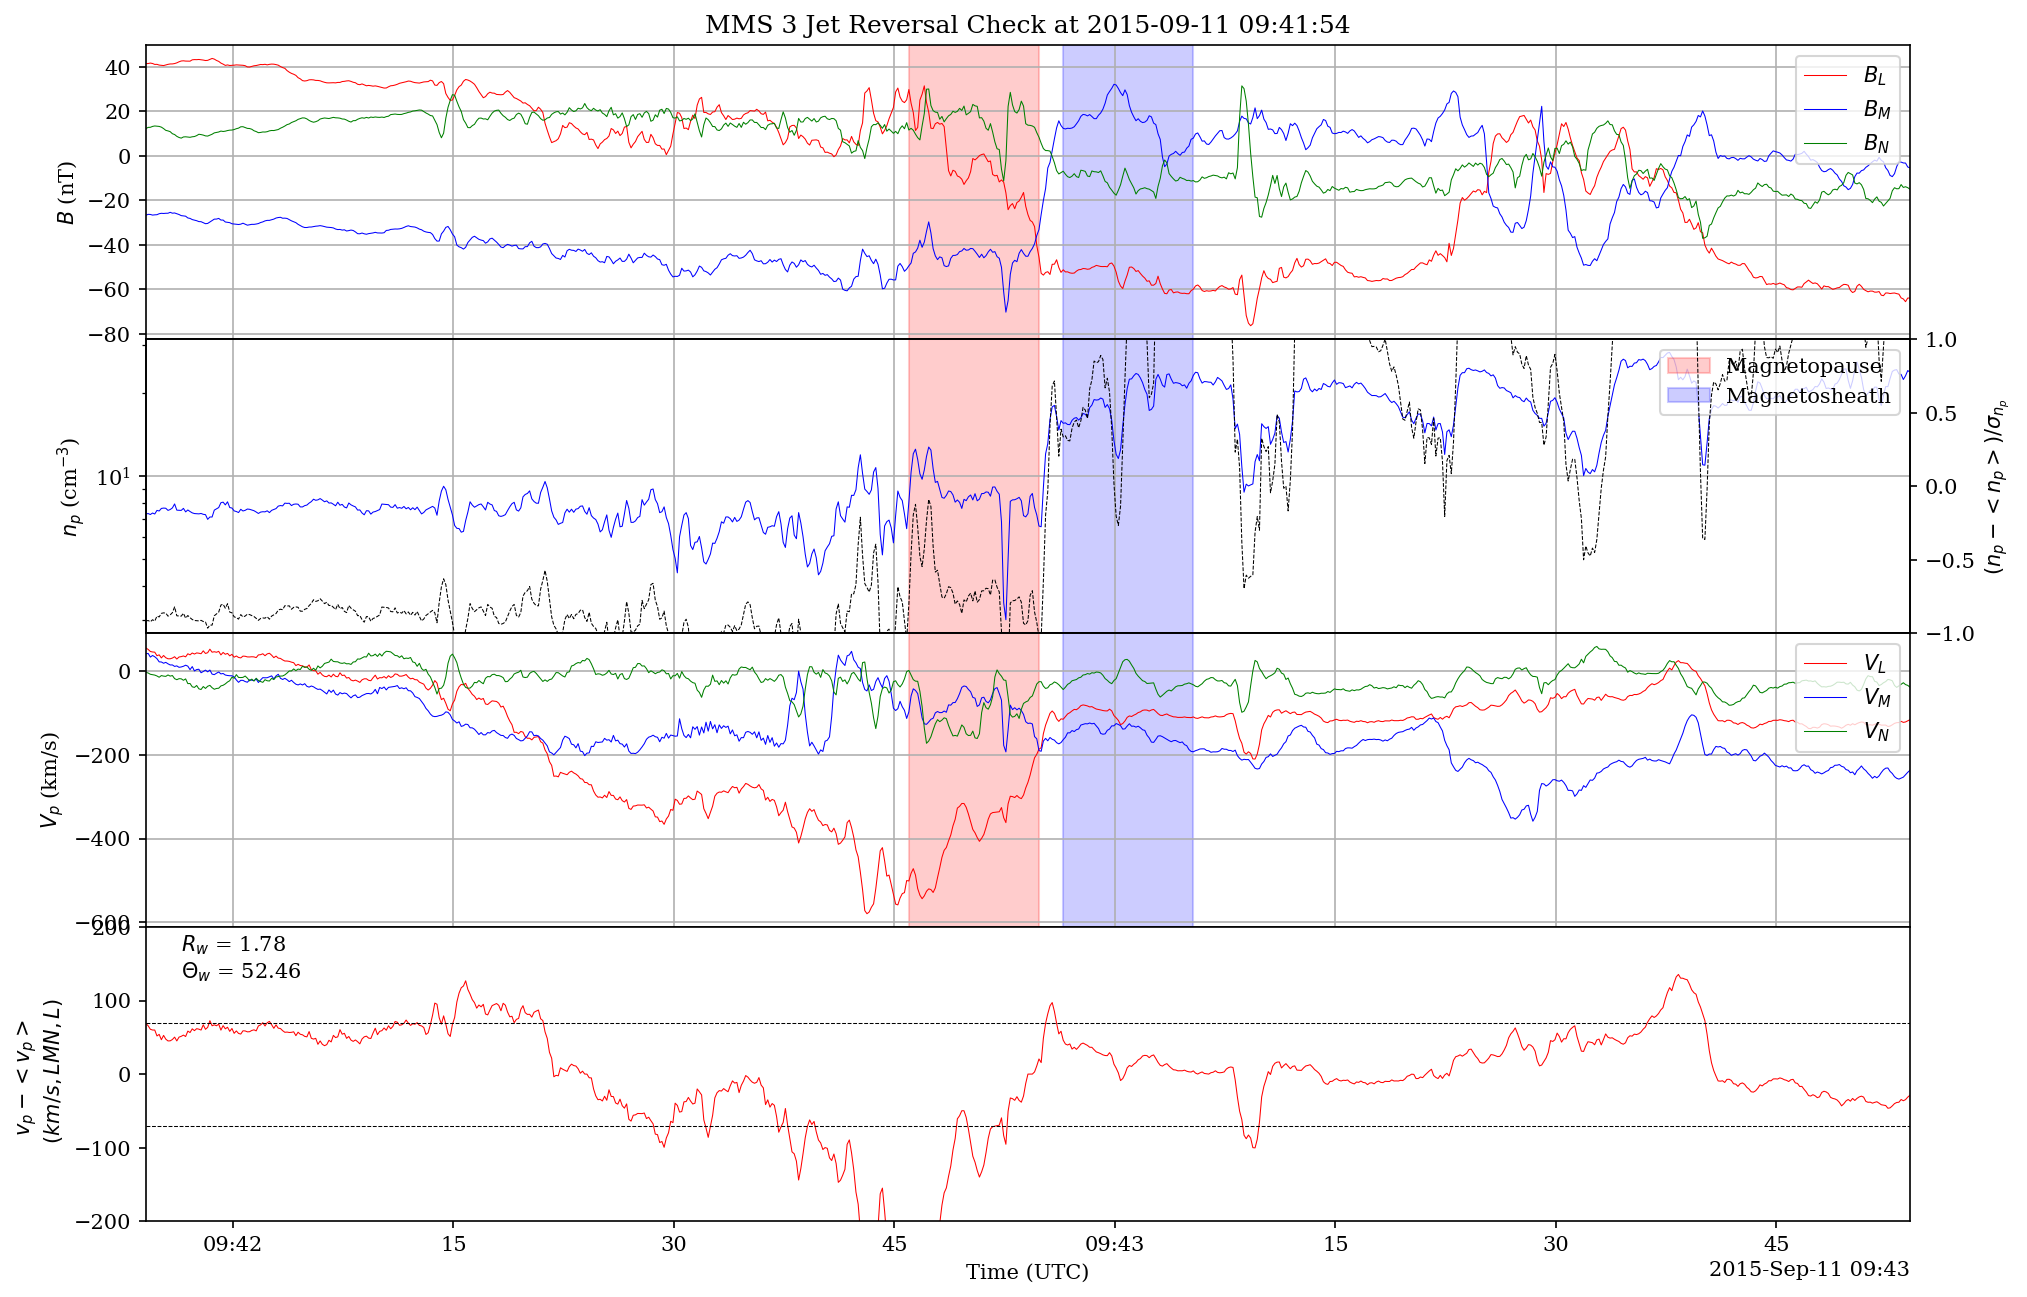 MMS 3 Jet Reversal Check at 2015-09-11 09:41:54
40
20
0
−20
−40
−60
−80
B (nT)
B_L
B_M
B_N
10^1
n_p (cm^−3)
1.0
0.5
0.0
−0.5
−1.0
(n_p − < n_p >)/σ_{n_p}
Magnetopause
Magnetosheath
0
−200
−400
−600
V_p (km/s)
V_L
V_M
V_N
200
100
0
−100
−200
v_p − < v_p >
(km/s, LMN, L)
R_w = 1.78
Θ_w = 52.46
09:42 15 30 45 09:43 15 30 45
Time (UTC)
2015-Sep-11 09:43